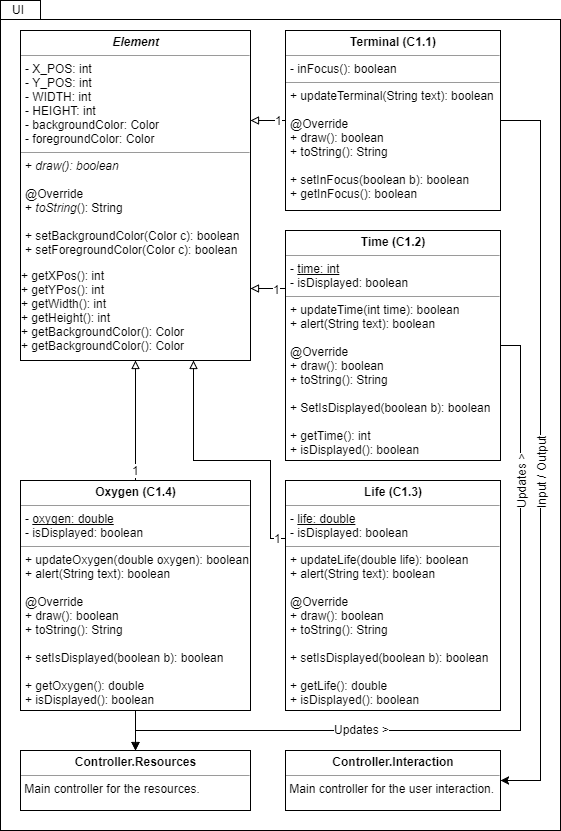 UI
Element
- X_POS: int
- Y_POS: int
- WIDTH: int
- HEIGHT: int
- backgroundColor: Color
- foregroundColor: Color
+ draw(): boolean
@Override
+ toString(): String
+ setBackgroundColor(Color c): boolean
+ setForegroundColor(Color c): boolean
+ getXPos(): int
+ getYPos(): int
+ getWidth(): int
+ getHeight(): int
+ getBackgroundColor(): Color
+ getBackgroundColor(): Color
Terminal (C1.1)
- inFocus(): boolean
+ updateTerminal(String text): boolean
@Override
+ draw(): boolean
+ toString(): String
+ setInFocus(boolean b): boolean
+ getInFocus(): boolean
1
Time (C1.2)
- time: int
- isDisplayed: boolean
+ updateTime(int time): boolean
+ alert(String text): boolean
@Override
+ draw(): boolean
+ toString(): String
+ SetIsDisplayed(boolean b): boolean
+ getTime(): int
+ isDisplayed(): boolean
1
Updates >
Input / Output
1
Oxygen (C1.4)
- oxygen: double
- isDisplayed: boolean
+ updateOxygen(double oxygen): boolean
+ alert(String text): boolean
@Override
+ draw(): boolean
+ toString(): String
+ setIsDisplayed(boolean b): boolean
+ getOxygen(): double
+ isDisplayed(): boolean
1
Life (C1.3)
- life: double
- isDisplayed: boolean
+ updateLife(double life): boolean
+ alert(String text): boolean
@Override
+ draw(): boolean
+ toString(): String
+ setIsDisplayed(boolean b): boolean
+ getLife(): double
+ isDisplayed(): boolean
Updates >
Controller.Resources
Main controller for the resources.
Controller.Interaction
Main controller for the user interaction.